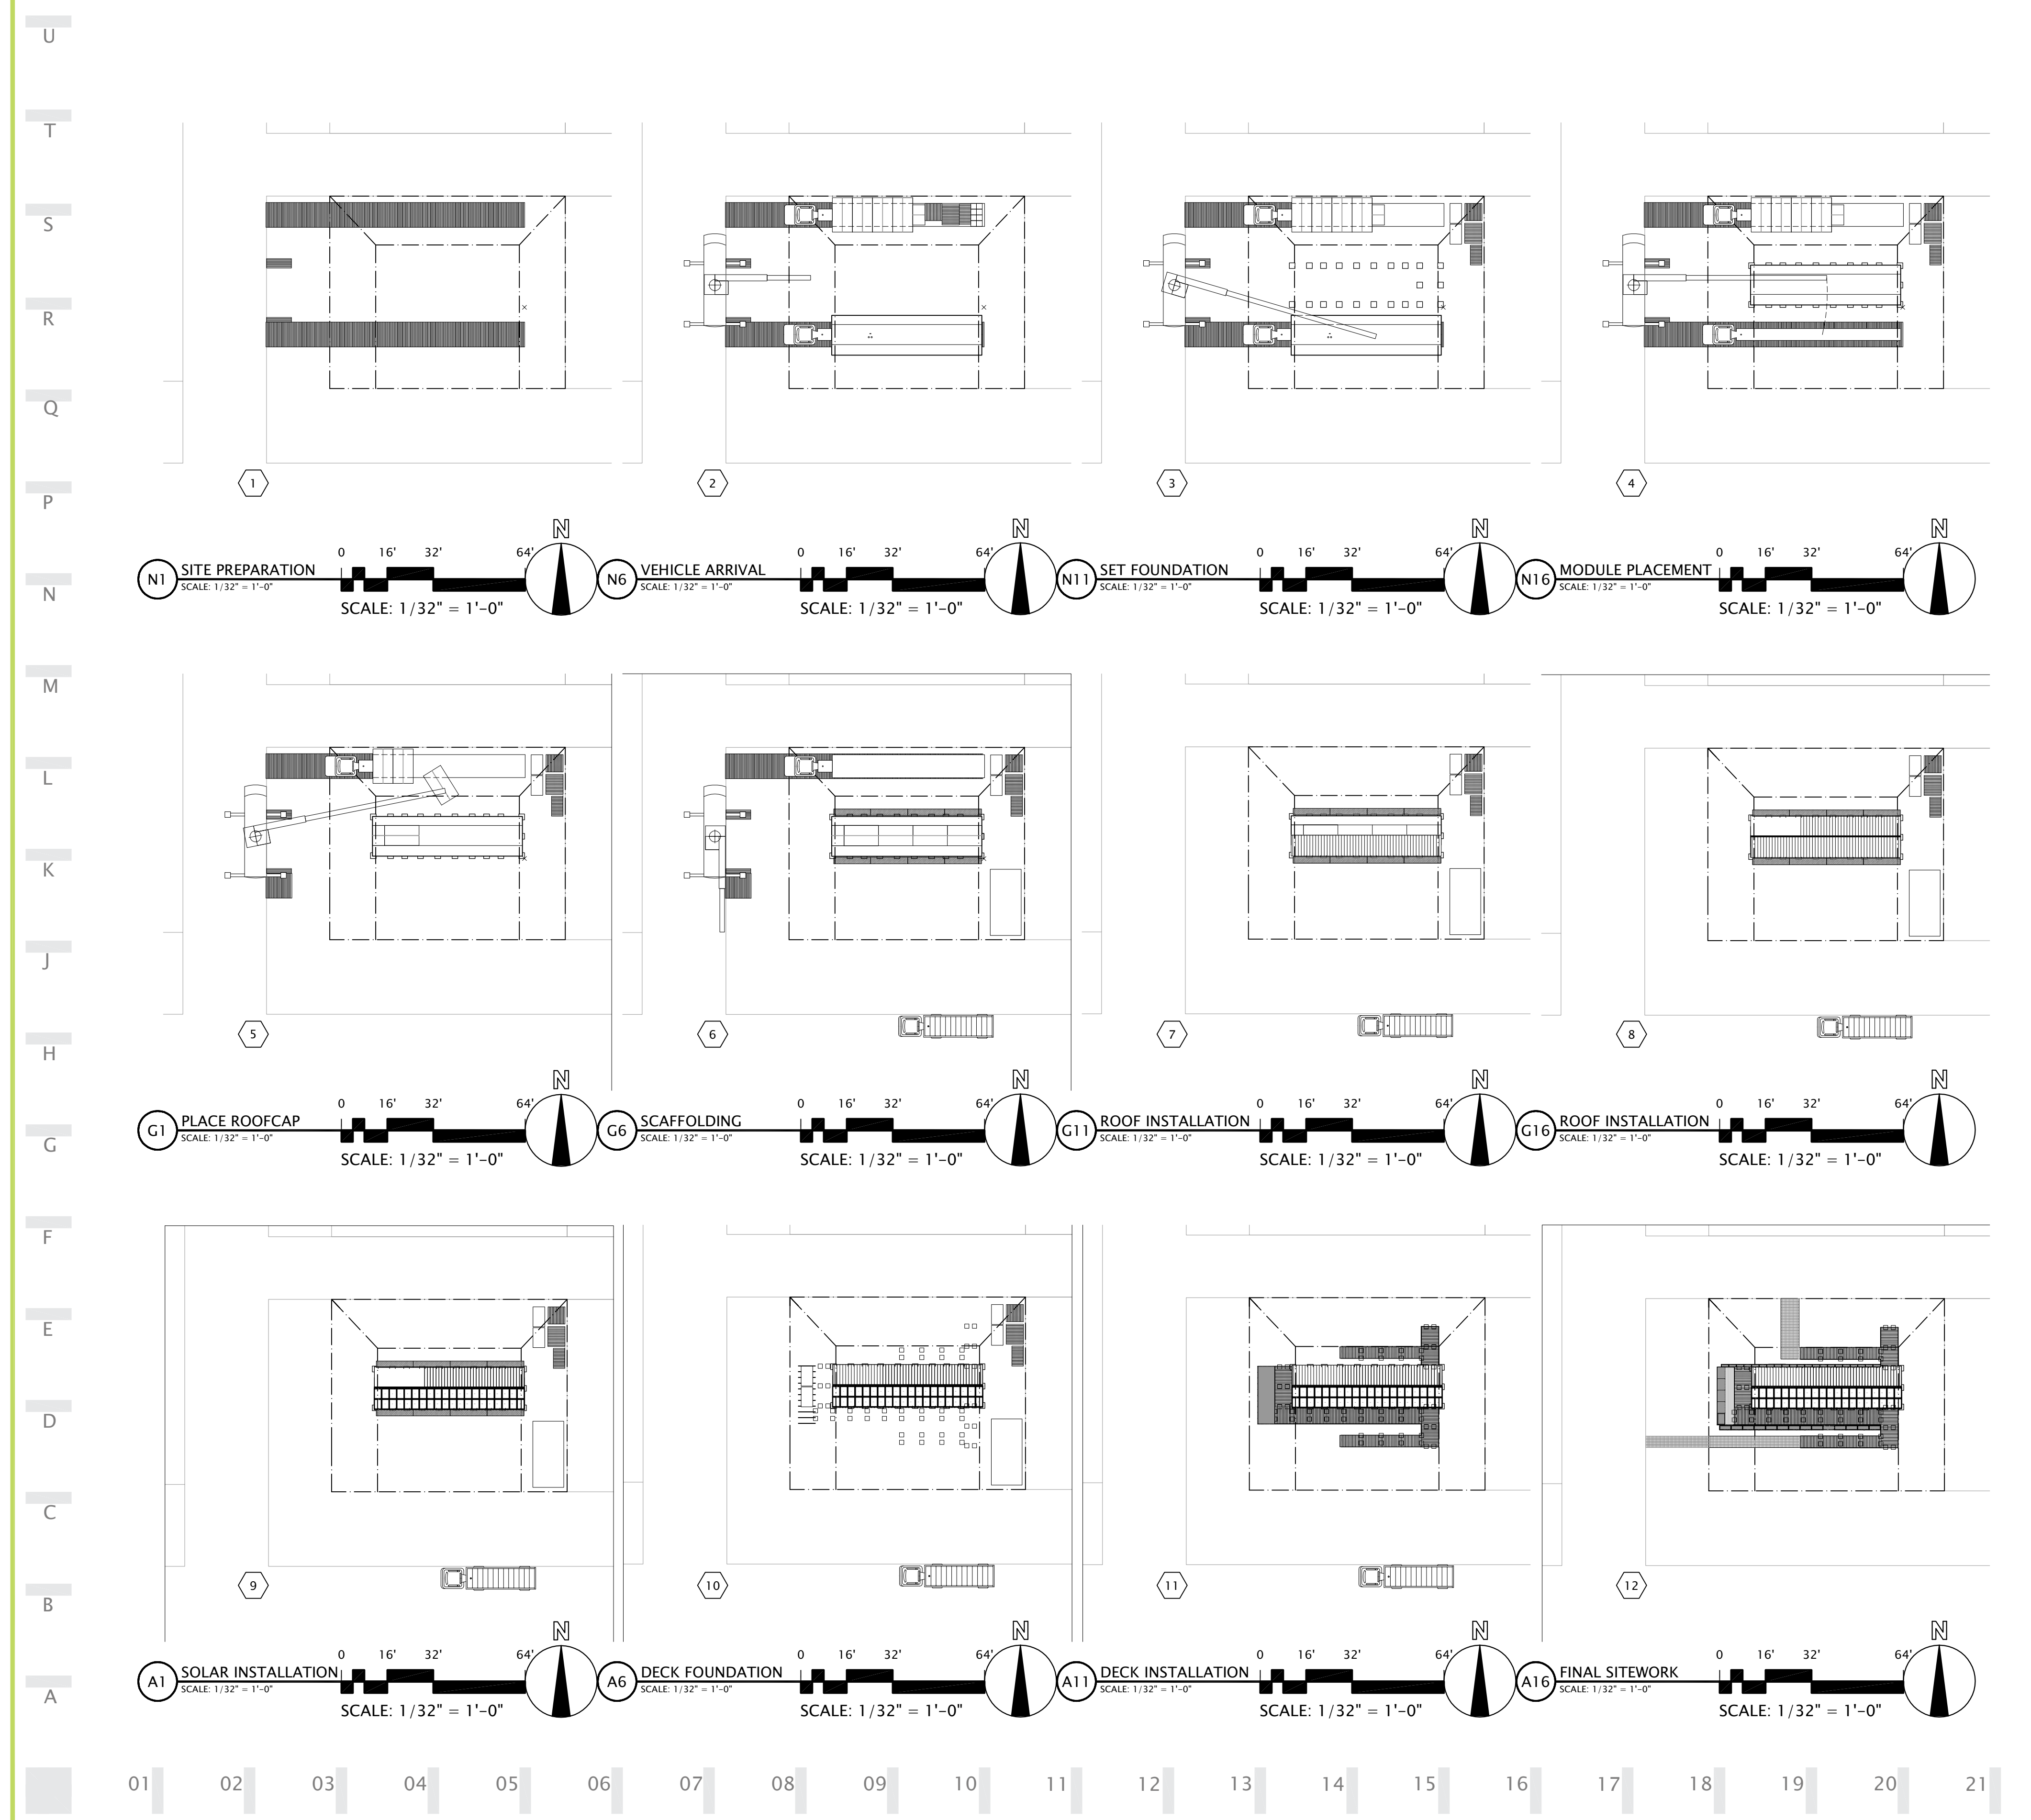 U
T
S
R
Q
P
1
2
3
4
N N N N
0 16' 32' 64' 0 16' 32' 64' 0 16' 32' 64' 0 16' 32' 64'
N1 SITE PREPARATION N6 VEHICLE ARRIVAL N11 SET FOUNDATION N16 MODULE PLACEMENT
SCALE: 1/32" = 1'-0" SCALE: 1/32" = 1'-0" SCALE: 1/32" = 1'-0" SCALE: 1/32" = 1'-0"
N
SCALE: 1/32" = 1'-0" SCALE: 1/32" = 1'-0" SCALE: 1/32" = 1'-0" SCALE: 1/32" = 1'-0"
M
L
K
J
5
6
7
8
H
N N N N
0 16' 32' 64' 0 16' 32' 64' 0 16' 32' 64' 0 16' 32' 64'
G1 PLACE ROOFCAP G6 SCAFFOLDING G11 ROOF INSTALLATION G16 ROOF INSTALLATION
SCALE: 1/32" = 1'-0" SCALE: 1/32" = 1'-0" SCALE: 1/32" = 1'-0" SCALE: 1/32" = 1'-0"
G
SCALE: 1/32" = 1'-0" SCALE: 1/32" = 1'-0" SCALE: 1/32" = 1'-0" SCALE: 1/32" = 1'-0"
F
E
D
C
9
10
11
12
B
N N N N
0 16' 32' 64' 0 16' 32' 64' 0 16' 32' 64' 0 16' 32' 64'
A1 SOLAR INSTALLATION A6 DECK FOUNDATION A11 DECK INSTALLATION A16 FINAL SITEWORK
SCALE: 1/32" = 1'-0" SCALE: 1/32" = 1'-0" SCALE: 1/32" = 1'-0" SCALE: 1/32" = 1'-0"
A
SCALE: 1/32" = 1'-0" SCALE: 1/32" = 1'-0" SCALE: 1/32" = 1'-0" SCALE: 1/32" = 1'-0"
01 02 03 04 05 06 07 08 09 10 11 12 13 14 15 16 17 18 19 20 21